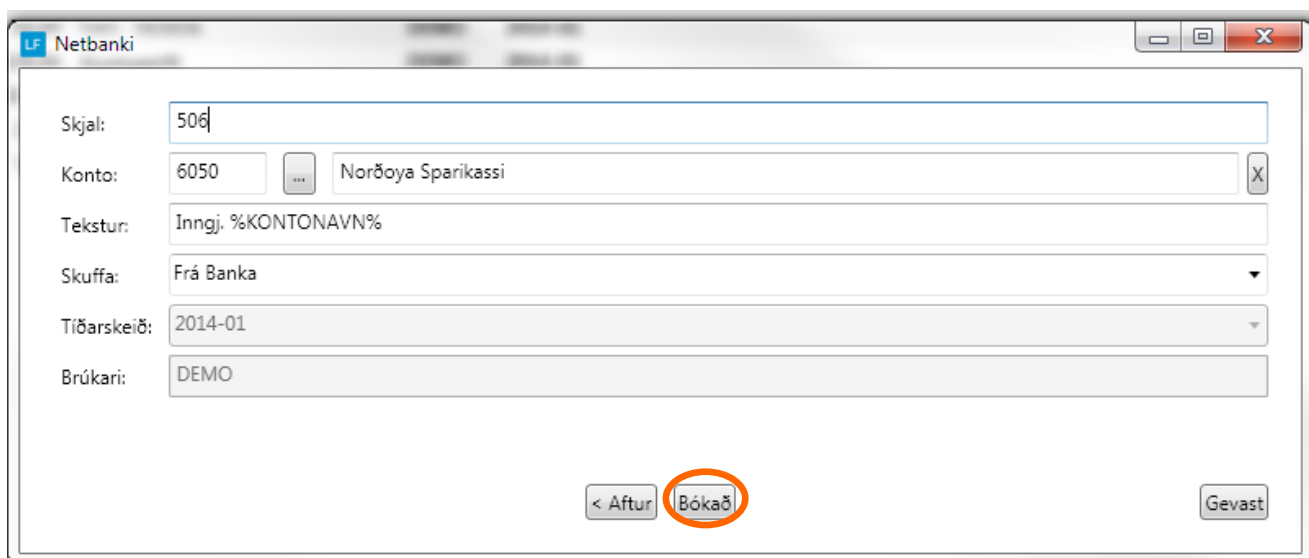 LF Netbanki X
Skjal: 506
Konto: 6050 ... Norðoya Sparikassi X
Tekstur: Inngj. %KONTONAVN%
Skuffa: Frá Banka
Tíðarskeið: 2014-01
Brúkari: DEMO
< Aftur Bókað Gevast